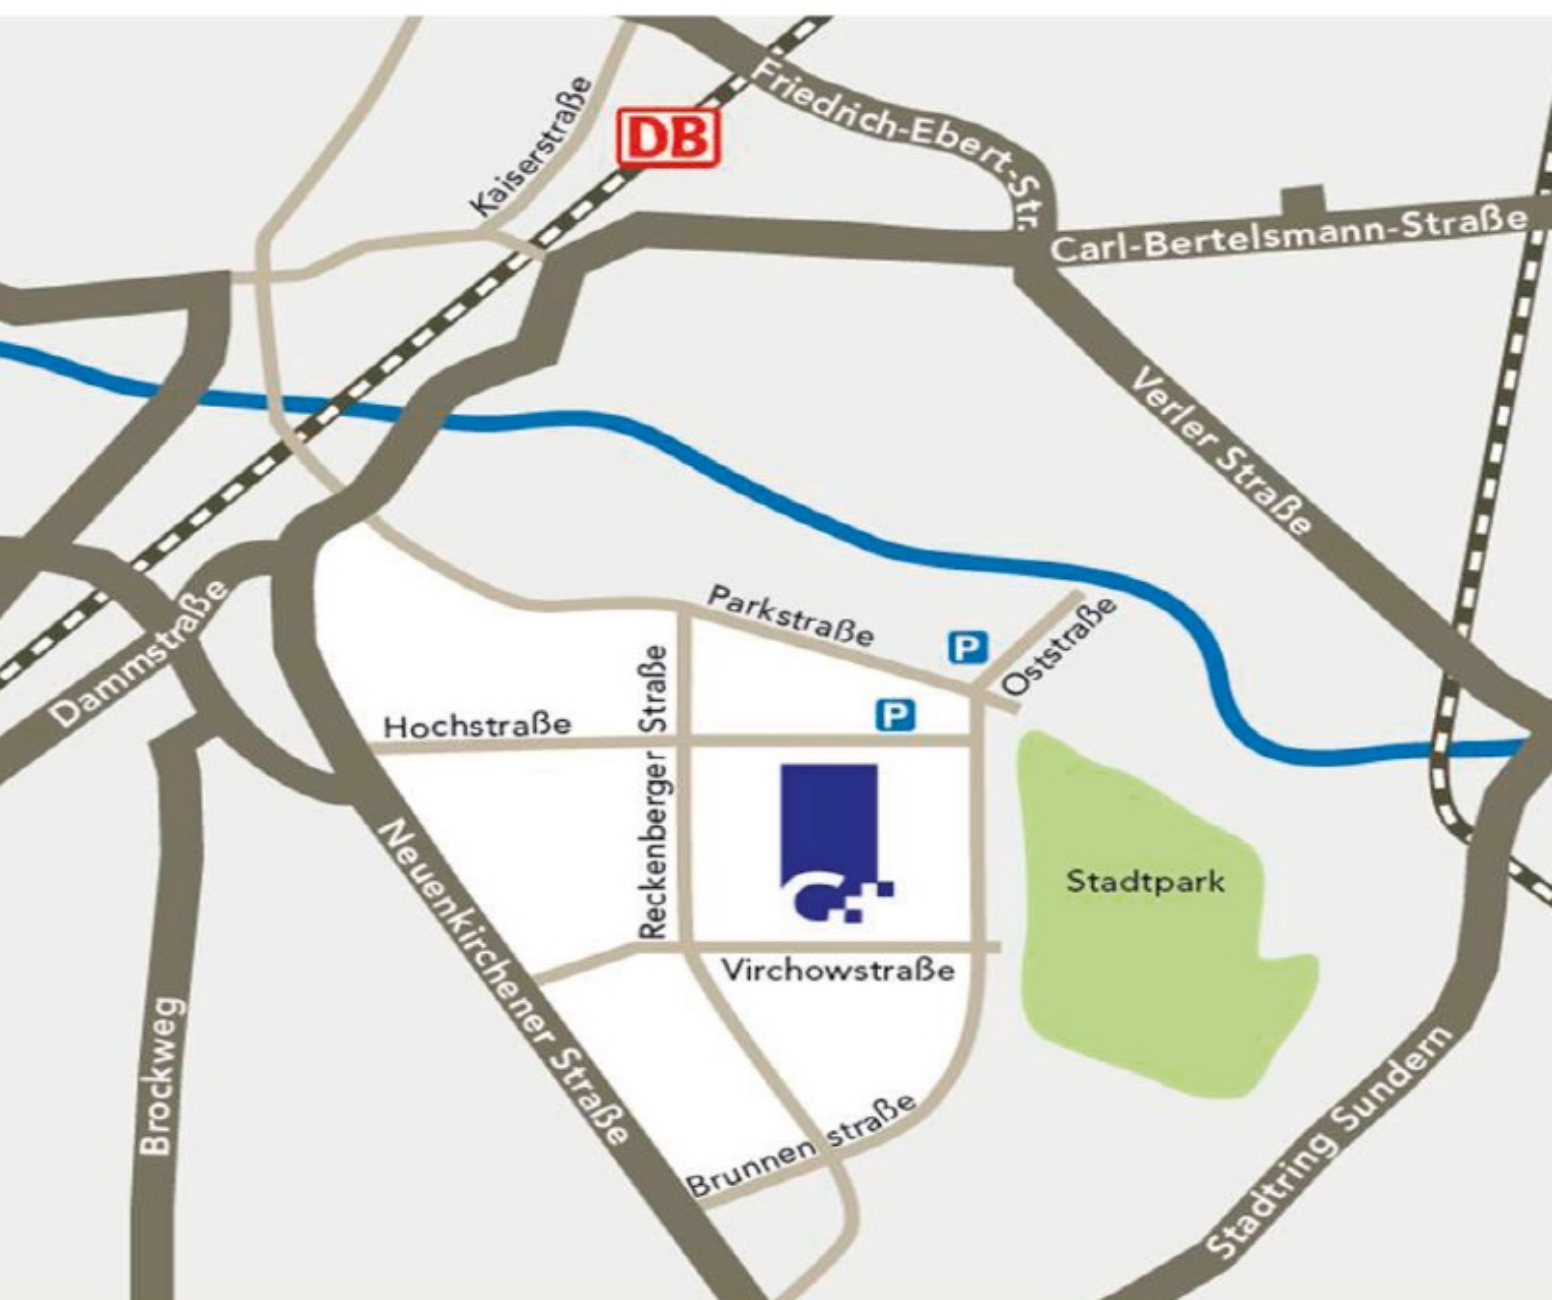 Friedrich-Ebert-Str.
Kaiserstraße
DB
Carl-Bertelsmann-Straße
Verler Straße
Parkstraße
P
Oststraße
Dammstraße
Hochstraße
Reckenberger Straße
P
Stadtpark
G+
Neuenkirchener Straße
Virchowstraße
Brockweg
Brunnenstraße
Stadtring Sundern